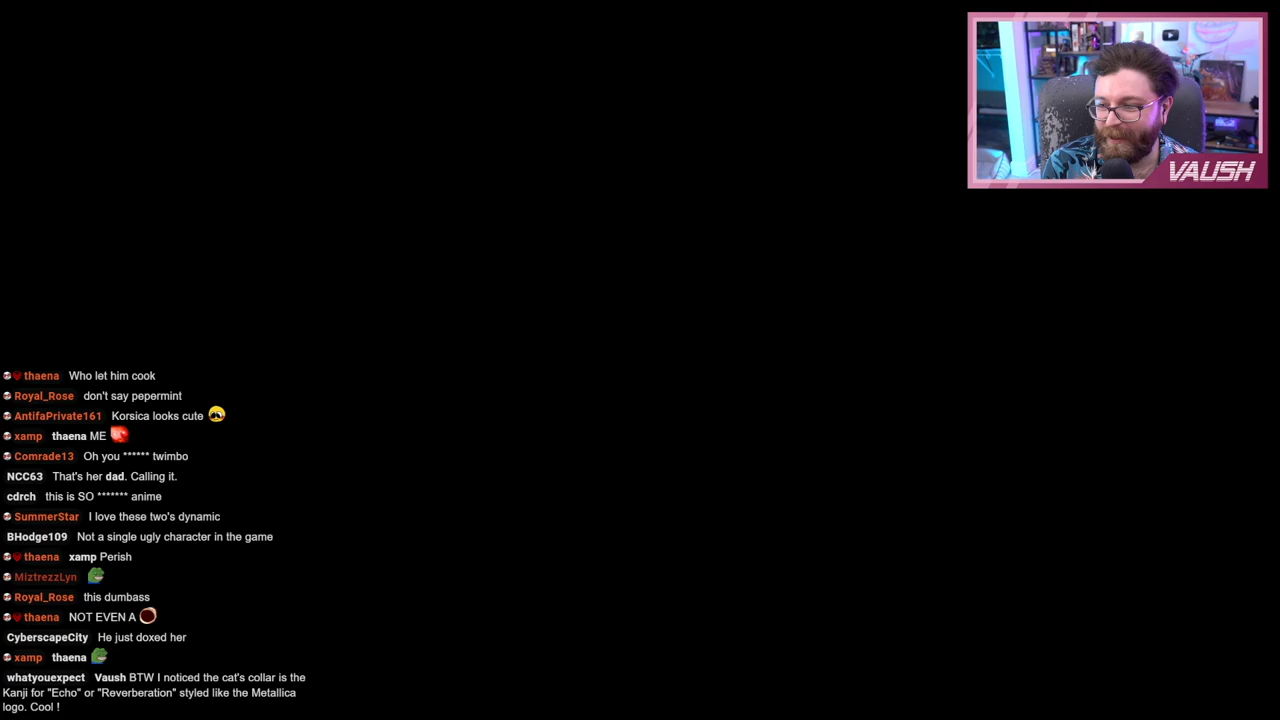 VAUSH
thaena Who let him cook
Royal_Rose don't say pepermint
AntifaPrivate161 Korsica looks cute
xamp thaena ME
Comrade13 Oh you ****** twimbo
NCC63 That's her dad. Calling it.
cdrch this is SO ******* anime
SummerStar I love these two's dynamic
BHodge109 Not a single ugly character in the game
thaena xamp Perish
MiztrezzLyn
Royal_Rose this dumbass
thaena NOT EVEN A
CyberscapeCity He just doxed her
xamp thaena
whatyouexpect Vaush BTW I noticed the cat's collar is the
Kanji for "Echo" or "Reverberation" styled like the Metallica
logo. Cool !